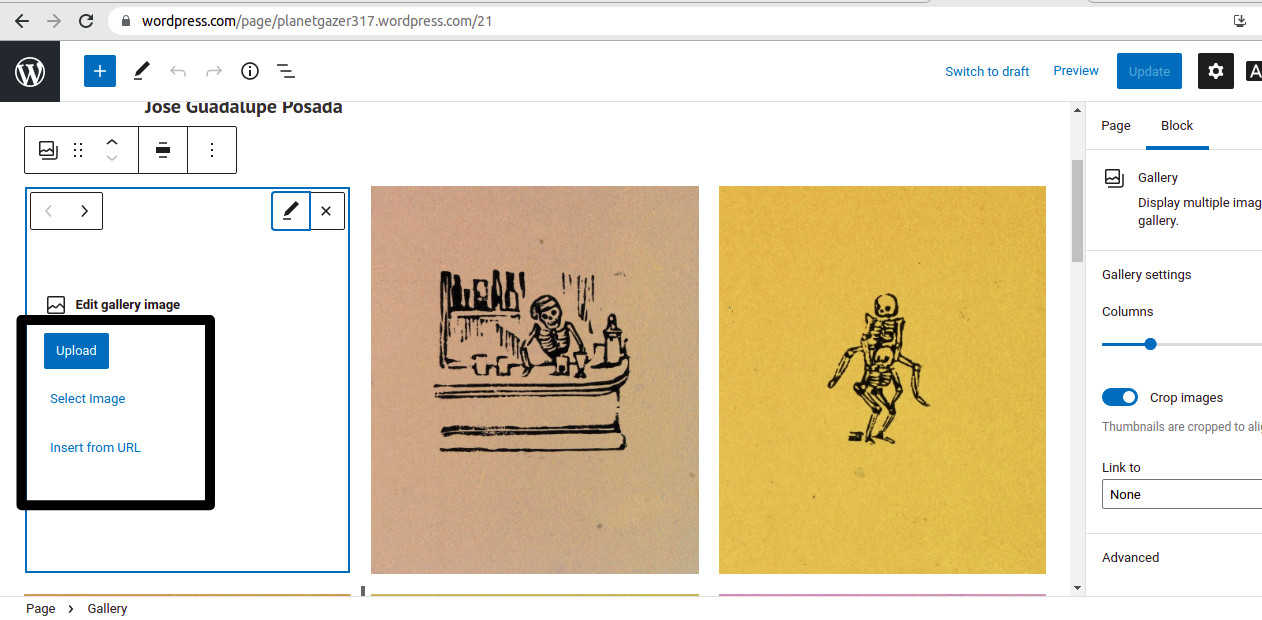 wordpress.com/page/planetgazer317.wordpress.com/21
Switch to draft
Preview
Update
A
Jose Guadalupe Posada
Page
Block
Gallery
Display multiple imag
gallery.
Edit gallery image
Upload
Select Image
Insert from URL
Gallery settings
Columns
Crop images
Thumbnails are cropped to ali
Link to
None
Advanced
Page
Gallery